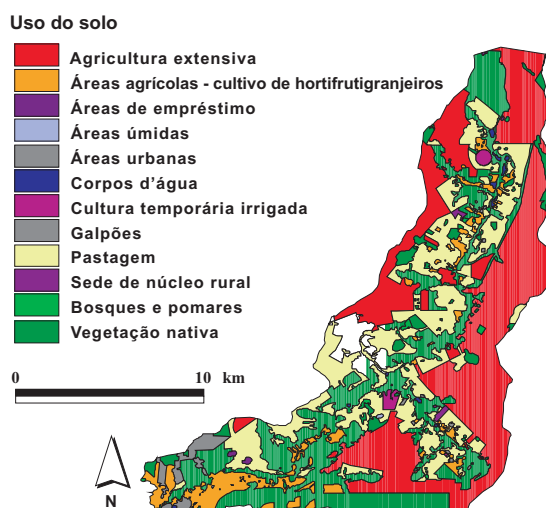 Uso do solo
Agricultura extensiva
Áreas agrícolas - cultivo de hortifrutigranjeiros
Áreas de empréstimo
Áreas úmidas
Áreas urbanas
Corpos d'água
Cultura temporária irrigada
Galpões
Pastagem
Sede de núcleo rural
Bosques e pomares
Vegetação nativa
0 10 km
N